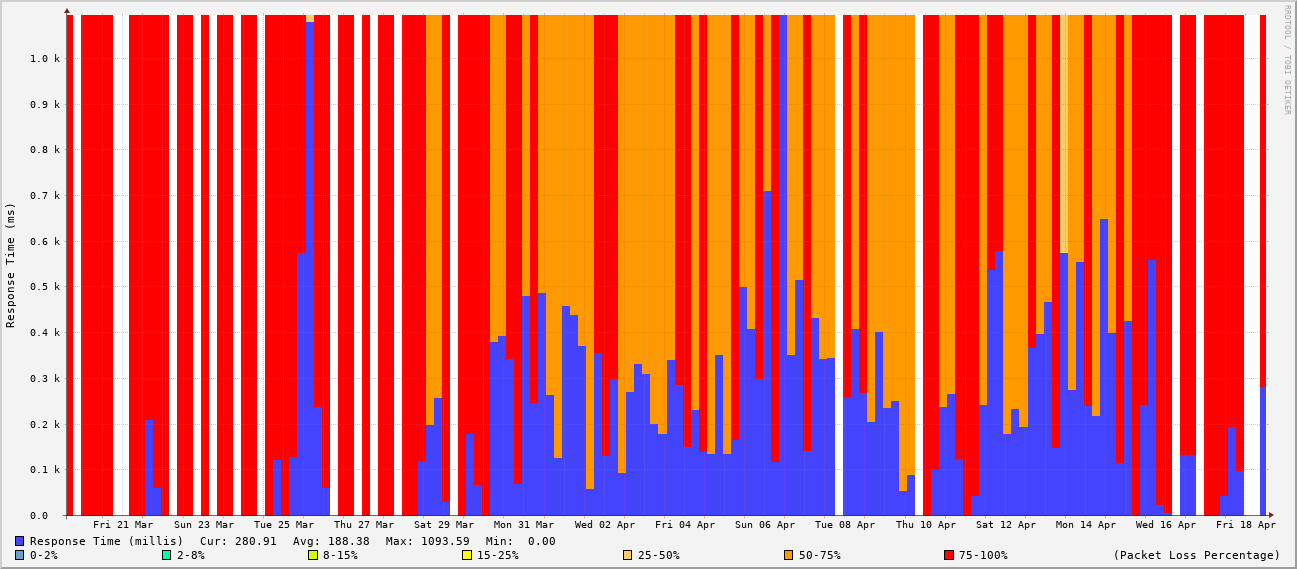 RRDTOOL / TOBI OETIKER
Response Time (ms)
1.0 k
0.9 k
0.8 k
0.7 k
0.6 k
0.5 k
0.4 k
0.3 k
0.2 k
0.1 k
0.0
Fri 21 Mar Sun 23 Mar Tue 25 Mar Thu 27 Mar Sat 29 Mar Mon 31 Mar Wed 02 Apr Fri 04 Apr Sun 06 Apr Tue 08 Apr Thu 10 Apr Sat 12 Apr Mon 14 Apr Wed 16 Apr Fri 18 Apr
Response Time (millis) Cur: 280.91 Avg: 188.38 Max: 1093.59 Min: 0.00
0-2% 2-8% 8-15% 15-25% 25-50% 50-75% 75-100% (Packet Loss Percentage)